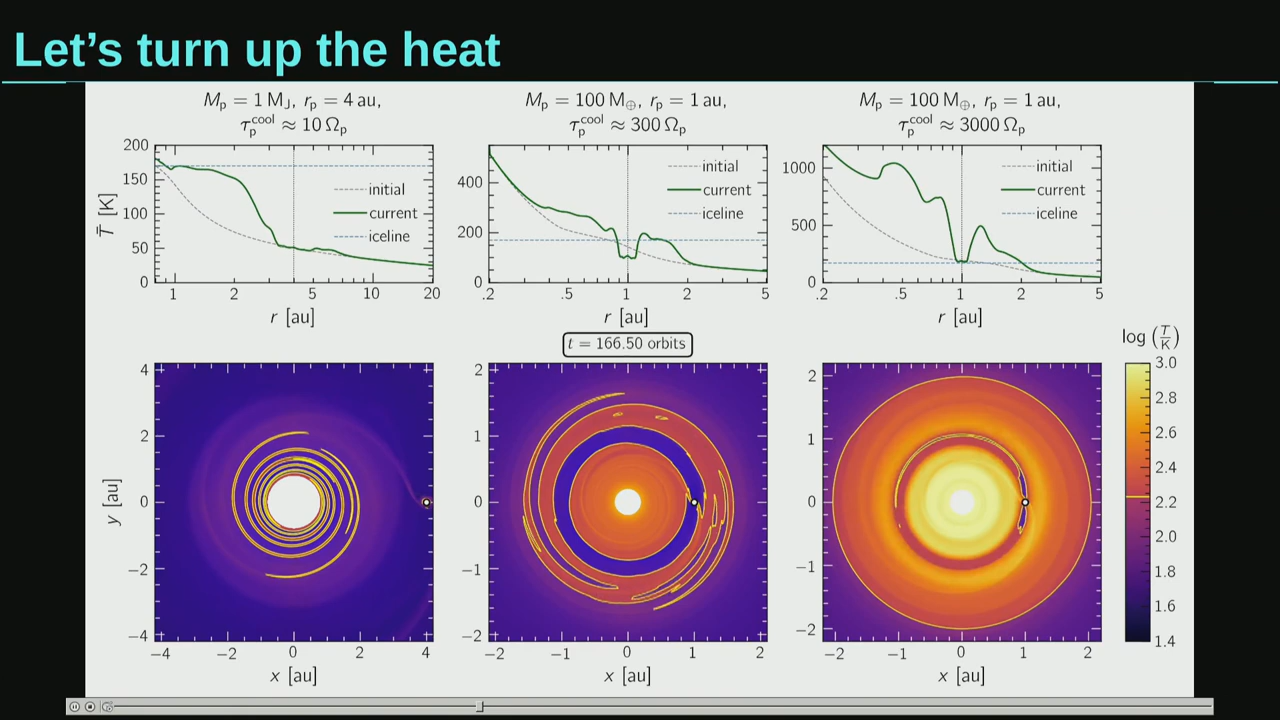 Let's turn up the heat
Mp = 1 MJ, rp = 4 au,
τp^cool ≈ 10 Ωp
Mp = 100 M⊕, rp = 1 au,
τp^cool ≈ 300 Ωp
Mp = 100 M⊕, rp = 1 au,
τp^cool ≈ 3000 Ωp
T̄ [K]
200
150
100
50
0
initial
current
iceline
1 2 5 10 20
r [au]
400
200
0
initial
current
iceline
.2 .5 1 2 5
r [au]
1000
500
0
initial
current
iceline
.2 .5 1 2 5
r [au]
t = 166.50 orbits
log (T/K)
y [au]
4
2
0
−2
−4
−4 −2 0 2 4
x [au]
2
1
0
−1
−2
−2 −1 0 1 2
x [au]
2
1
0
−1
−2
−2 −1 0 1 2
x [au]
3.0
2.8
2.6
2.4
2.2
2.0
1.8
1.6
1.4